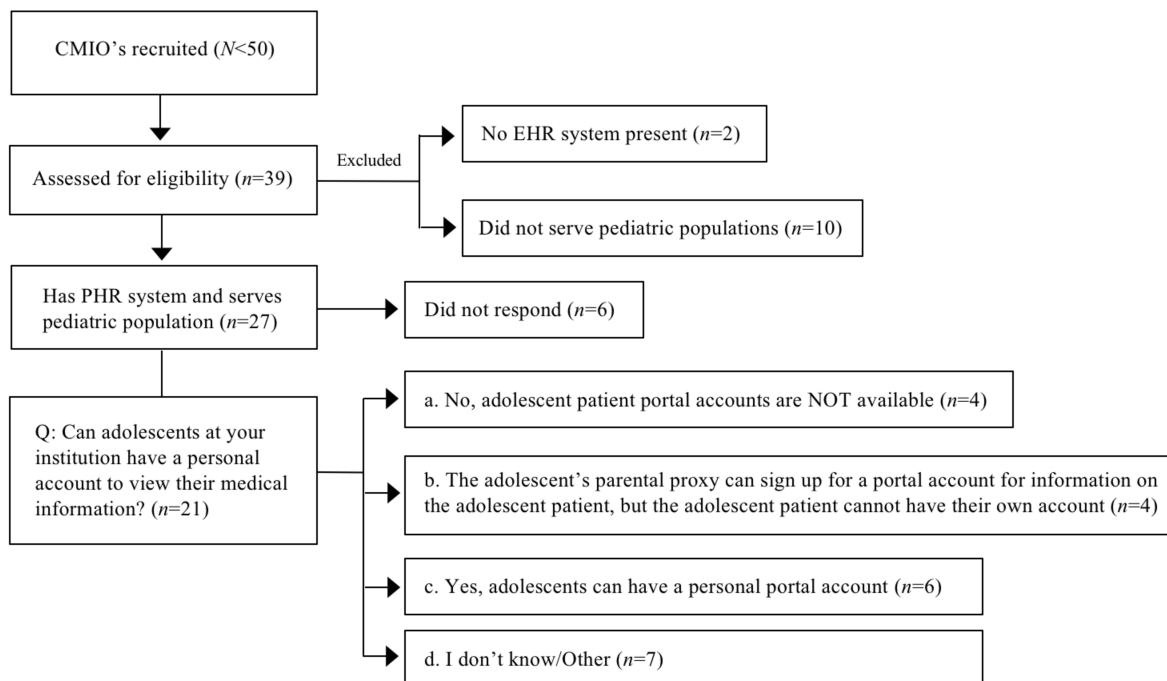 CMIO’s recruited (N<50)
Assessed for eligibility (n=39)
Excluded
No EHR system present (n=2)
Did not serve pediatric populations (n=10)
Has PHR system and serves
pediatric population (n=27)
Did not respond (n=6)
Q: Can adolescents at your
institution have a personal
account to view their medical
information? (n=21)
a. No, adolescent patient portal accounts are NOT available (n=4)
b. The adolescent’s parental proxy can sign up for a portal account for information on
the adolescent patient, but the adolescent patient cannot have their own account (n=4)
c. Yes, adolescents can have a personal portal account (n=6)
d. I don’t know/Other (n=7)